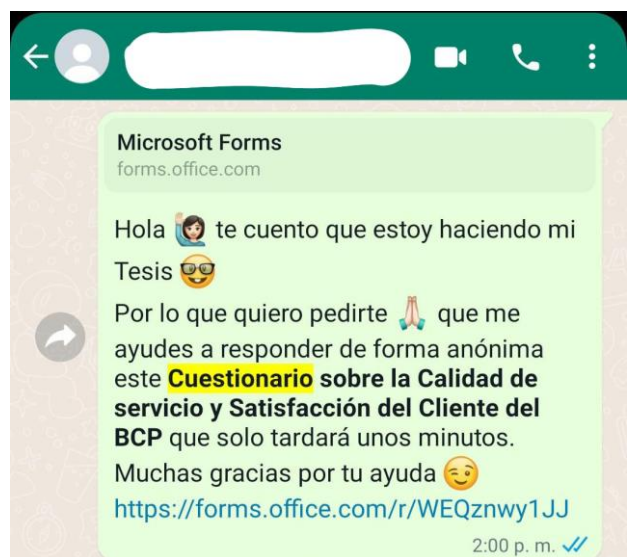 Microsoft Forms
forms.office.com
Hola 🙋🏻‍♀️ te cuento que estoy haciendo mi
Tesis 🤓
Por lo que quiero pedirte 🙏🏻 que me
ayudes a responder de forma anónima
este Cuestionario sobre la Calidad de
servicio y Satisfacción del Cliente del
BCP que solo tardará unos minutos.
Muchas gracias por tu ayuda 😉
https://forms.office.com/r/WEQznwy1JJ
2:00 p. m.